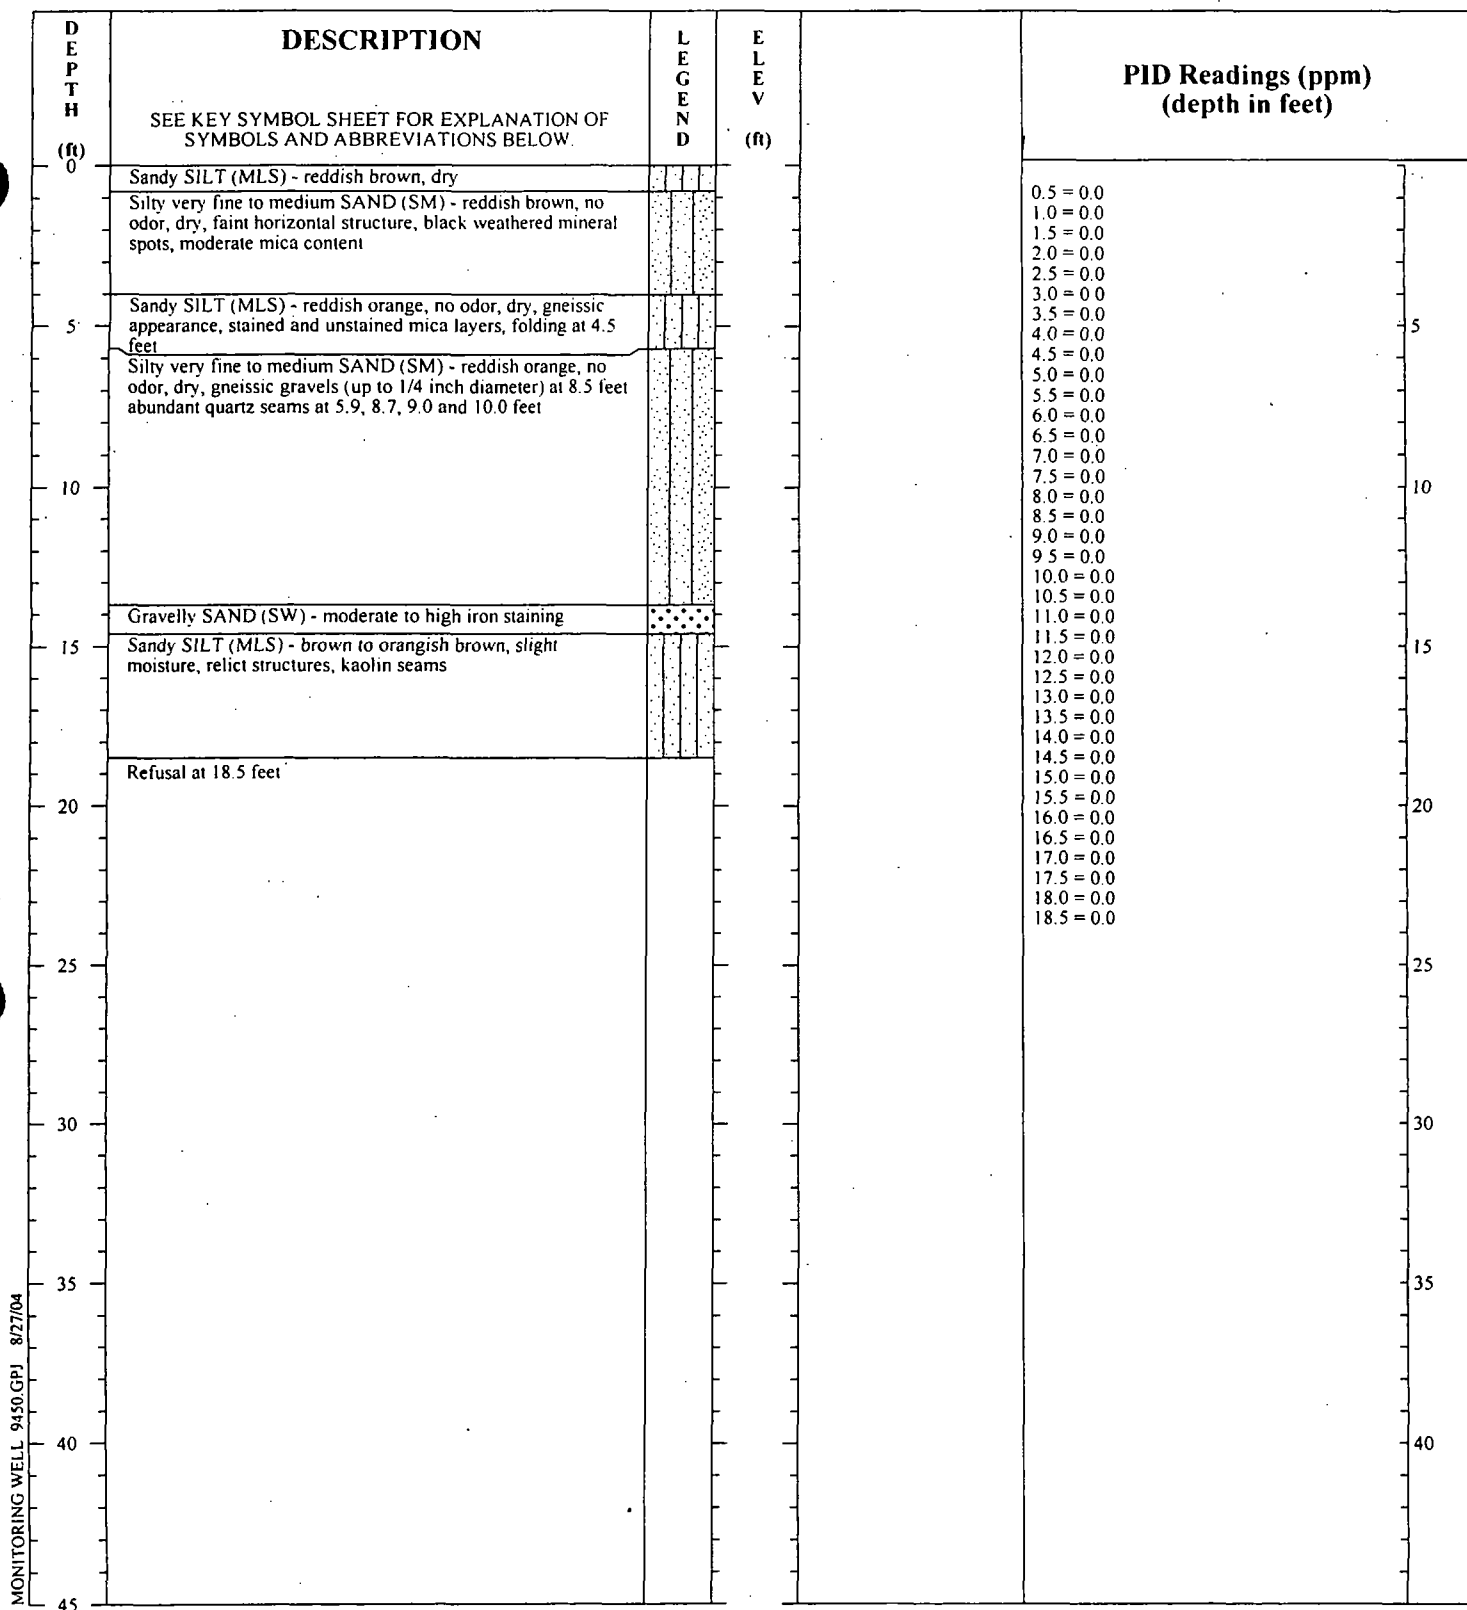 DEPTH (ft)
DESCRIPTION
SEE KEY SYMBOL SHEET FOR EXPLANATION OF
SYMBOLS AND ABBREVIATIONS BELOW.
LEGEND
ELEV (ft)
PID Readings (ppm)
(depth in feet)
0
Sandy SILT (MLS) - reddish brown, dry
Silty very fine to medium SAND (SM) - reddish brown, no
odor, dry, faint horizontal structure, black weathered mineral
spots, moderate mica content
Sandy SILT (MLS) - reddish orange, no odor, dry, gneissic
appearance, stained and unstained mica layers, folding at 4.5
feet
5
Silty very fine to medium SAND (SM) - reddish orange, no
odor, dry, gneissic gravels (up to 1/4 inch diameter) at 8.5 feet
abundant quartz seams at 5.9, 8.7, 9.0 and 10.0 feet
10
Gravelly SAND (SW) - moderate to high iron staining
15
Sandy SILT (MLS) - brown to orangish brown, slight
moisture, relict structures, kaolin seams
Refusal at 18.5 feet
20
25
30
35
40
45
0.5 = 0.0
1.0 = 0.0
1.5 = 0.0
2.0 = 0.0
2.5 = 0.0
3.0 = 0 0
3.5 = 0.0
4.0 = 0.0
4.5 = 0.0
5.0 = 0.0
5.5 = 0.0
6.0 = 0.0
6.5 = 0.0
7.0 = 0.0
7.5 = 0.0
8.0 = 0.0
8.5 = 0.0
9.0 = 0.0
9 5 = 0.0
10.0 = 0.0
10.5 = 0.0
11.0 = 0.0
11.5 = 0.0
12.0 = 0.0
12.5 = 0.0
13.0 = 0.0
13.5 = 0.0
14.0 = 0.0
14.5 = 0.0
15.0 = 0.0
15.5 = 0.0
16.0 = 0.0
16.5 = 0.0
17.0 = 0.0
17.5 = 0.0
18.0 = 0.0
18.5 = 0.0
5
10
15
20
25
30
35
40
MONITORING WELL 9450.GPJ 8/27/04